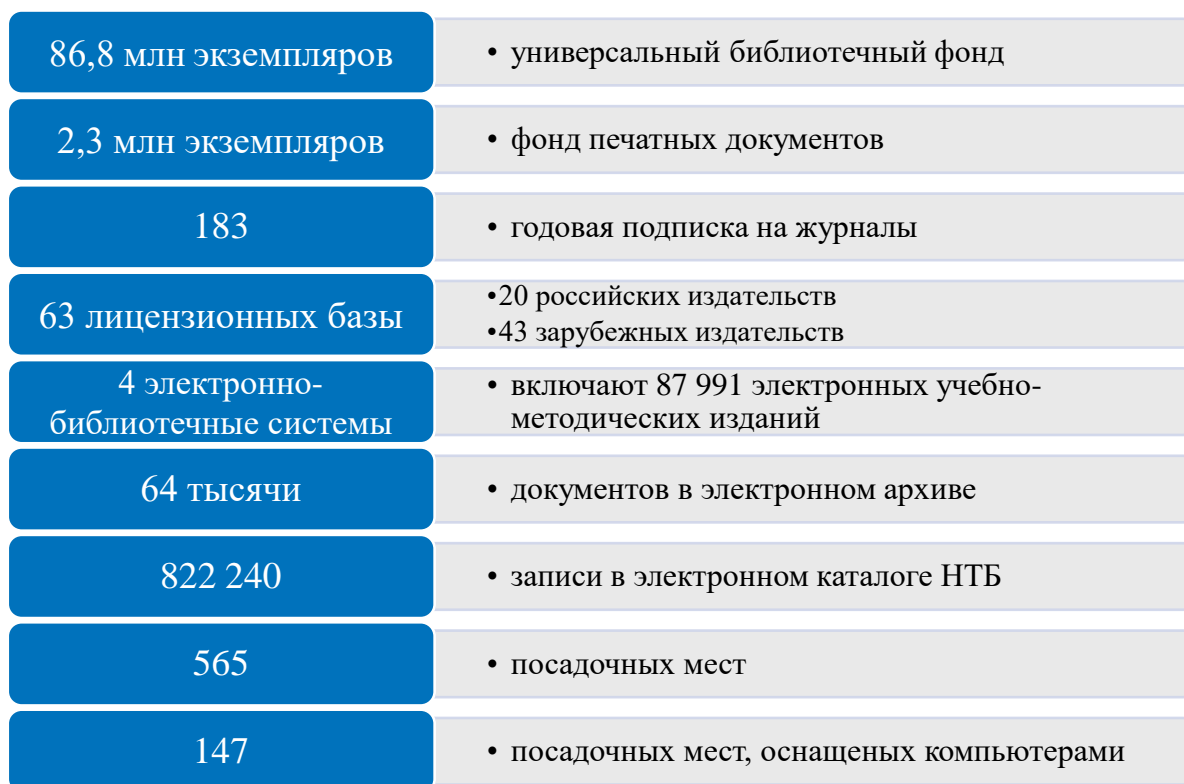 86,8 млн экземпляров
• универсальный библиотечный фонд
2,3 млн экземпляров
• фонд печатных документов
183
• годовая подписка на журналы
63 лицензионных базы
•20 российских издательств
•43 зарубежных издательств
4 электронно-
библиотечные системы
• включают 87 991 электронных учебно-
методических изданий
64 тысячи
• документов в электронном архиве
822 240
• записи в электронном каталоге НТБ
565
• посадочных мест
147
• посадочных мест, оснащеных компьютерами